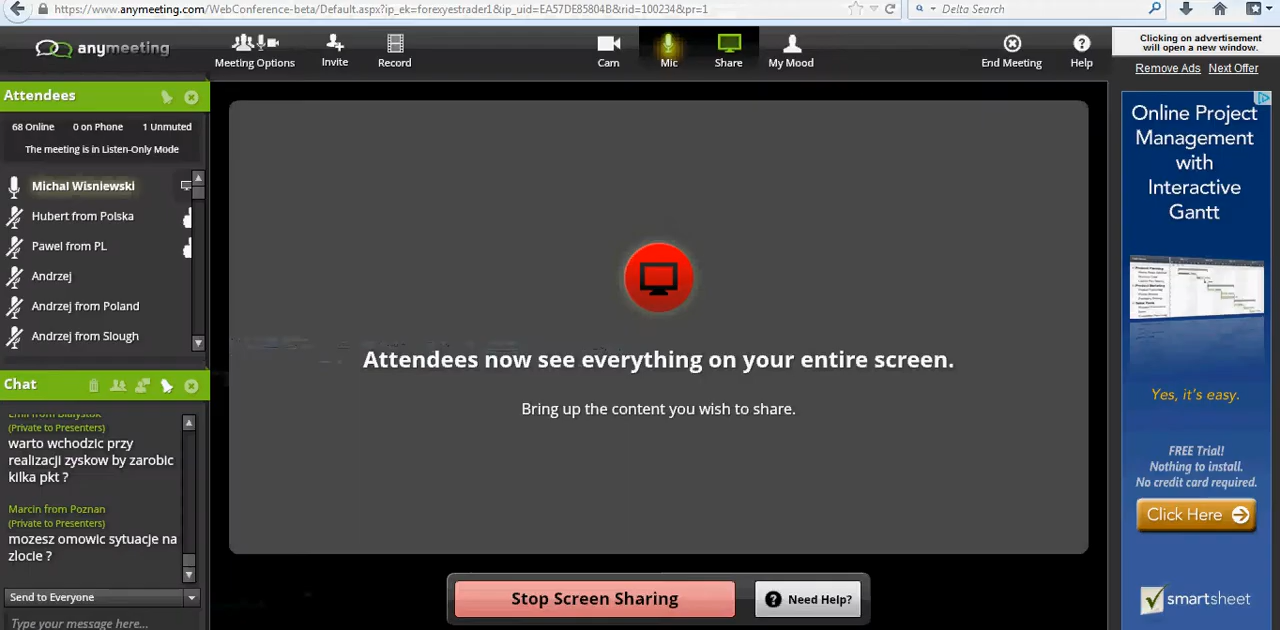 https://www.anymeeting.com/WebConference-beta/Default.aspx?ip_ek=forexyestrader1&ip_uid=EA57DE85804B&rid=100234&pr=1
Delta Search
anymeeting
Meeting Options
Invite
Record
Cam
Mic
Share
My Mood
End Meeting
Help
Clicking on advertisement
will open a new window.
Remove Ads Next Offer
Attendees
68 Online 0 on Phone 1 Unmuted
The meeting is in Listen-Only Mode
Michal Wisniewski
Hubert from Polska
Pawel from PL
Andrzej
Andrzej from Poland
Andrzej from Slough
Chat
Emil from Bialystok
(Private to Presenters)
warto wchodzic przy
realizacji zyskow by zarobic
kilka pkt ?
Marcin from Poznan
(Private to Presenters)
mozesz omowic sytuacje na
zlocie ?
Send to Everyone
Type your message here...
Attendees now see everything on your entire screen.
Bring up the content you wish to share.
Stop Screen Sharing
Need Help?
Online Project
Management
with
Interactive
Gantt
Yes, it's easy.
FREE Trial!
Nothing to install.
No credit card required.
Click Here
smartsheet